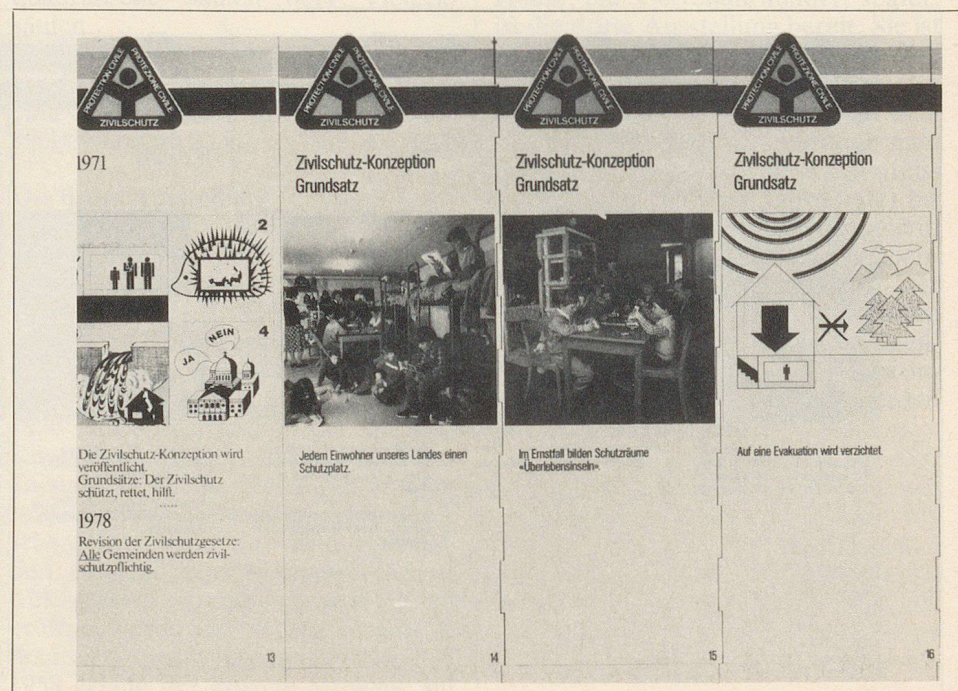 PROTECTION CIVILE
PROTEZIONE CIVILE
ZIVILSCHUTZ
1971
2
4
JA
NEIN
Die Zivilschutz-Konzeption wird
veröffentlicht.
Grundsätze: Der Zivilschutz
schützt, rettet, hilft.
.....
1978
Revision der Zivilschutzgesetze:
Alle Gemeinden werden zivil-
schutzpflichtig.
13
PROTECTION CIVILE
PROTEZIONE CIVILE
ZIVILSCHUTZ
Zivilschutz-Konzeption
Grundsatz
Jedem Einwohner unseres Landes einen
Schutzplatz.
14
PROTECTION CIVILE
PROTEZIONE CIVILE
ZIVILSCHUTZ
Zivilschutz-Konzeption
Grundsatz
Im Ernstfall bilden Schutzräume
«Überlebensinseln».
15
PROTECTION CIVILE
PROTEZIONE CIVILE
ZIVILSCHUTZ
Zivilschutz-Konzeption
Grundsatz
Auf eine Evakuation wird verzichtet.
16